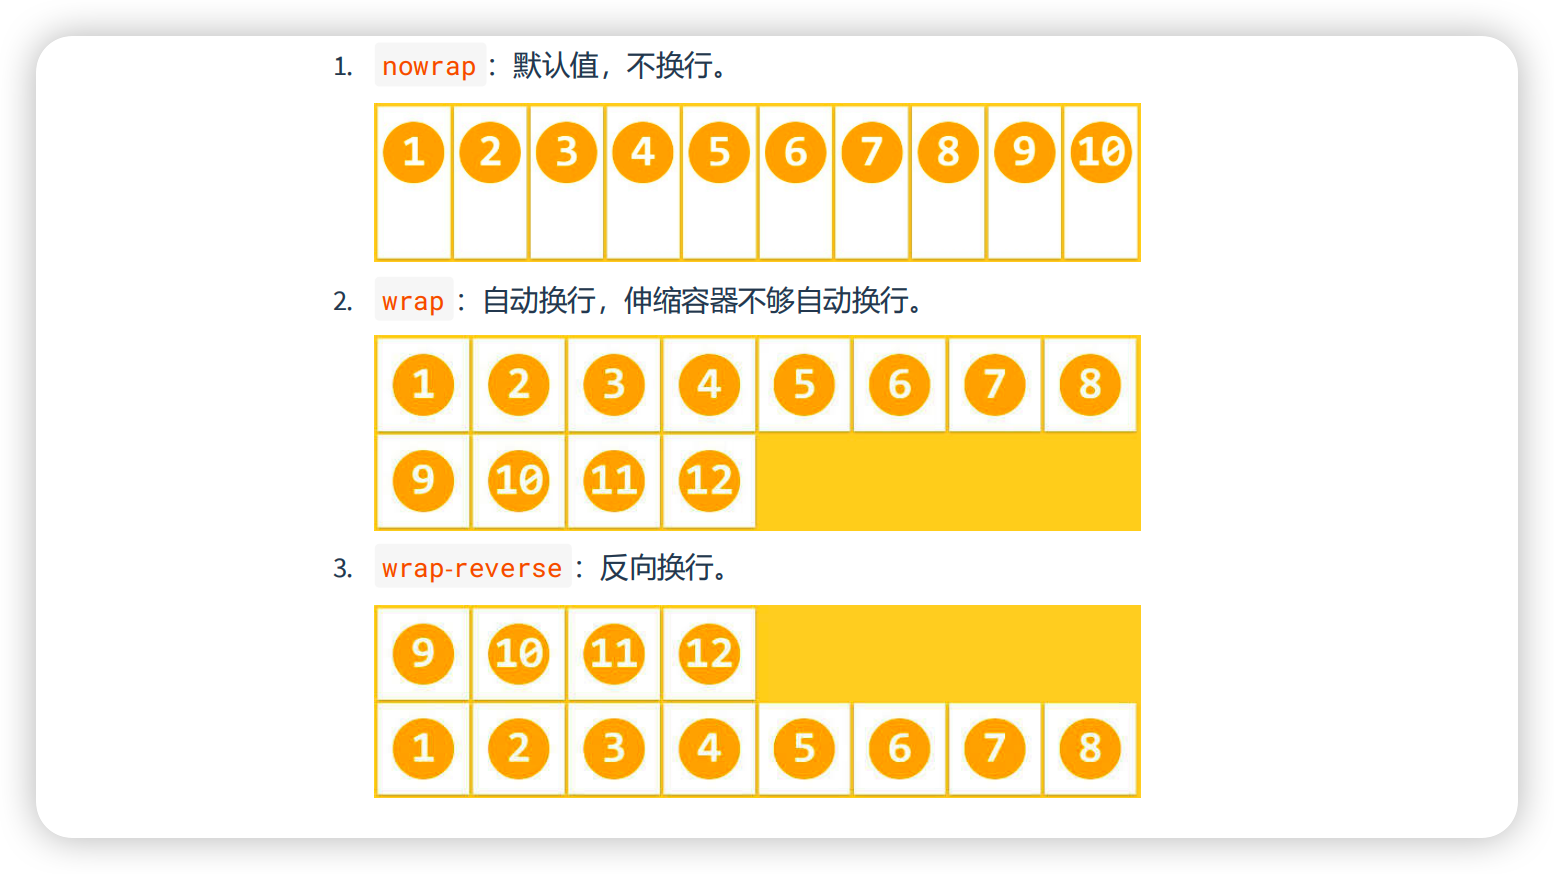 1. nowrap：默认值，不换行。
1 2 3 4 5 6 7 8 9 10
2. wrap：自动换行，伸缩容器不够自动换行。
1 2 3 4 5 6 7 8
9 10 11 12
3. wrap-reverse：反向换行。
9 10 11 12
1 2 3 4 5 6 7 8